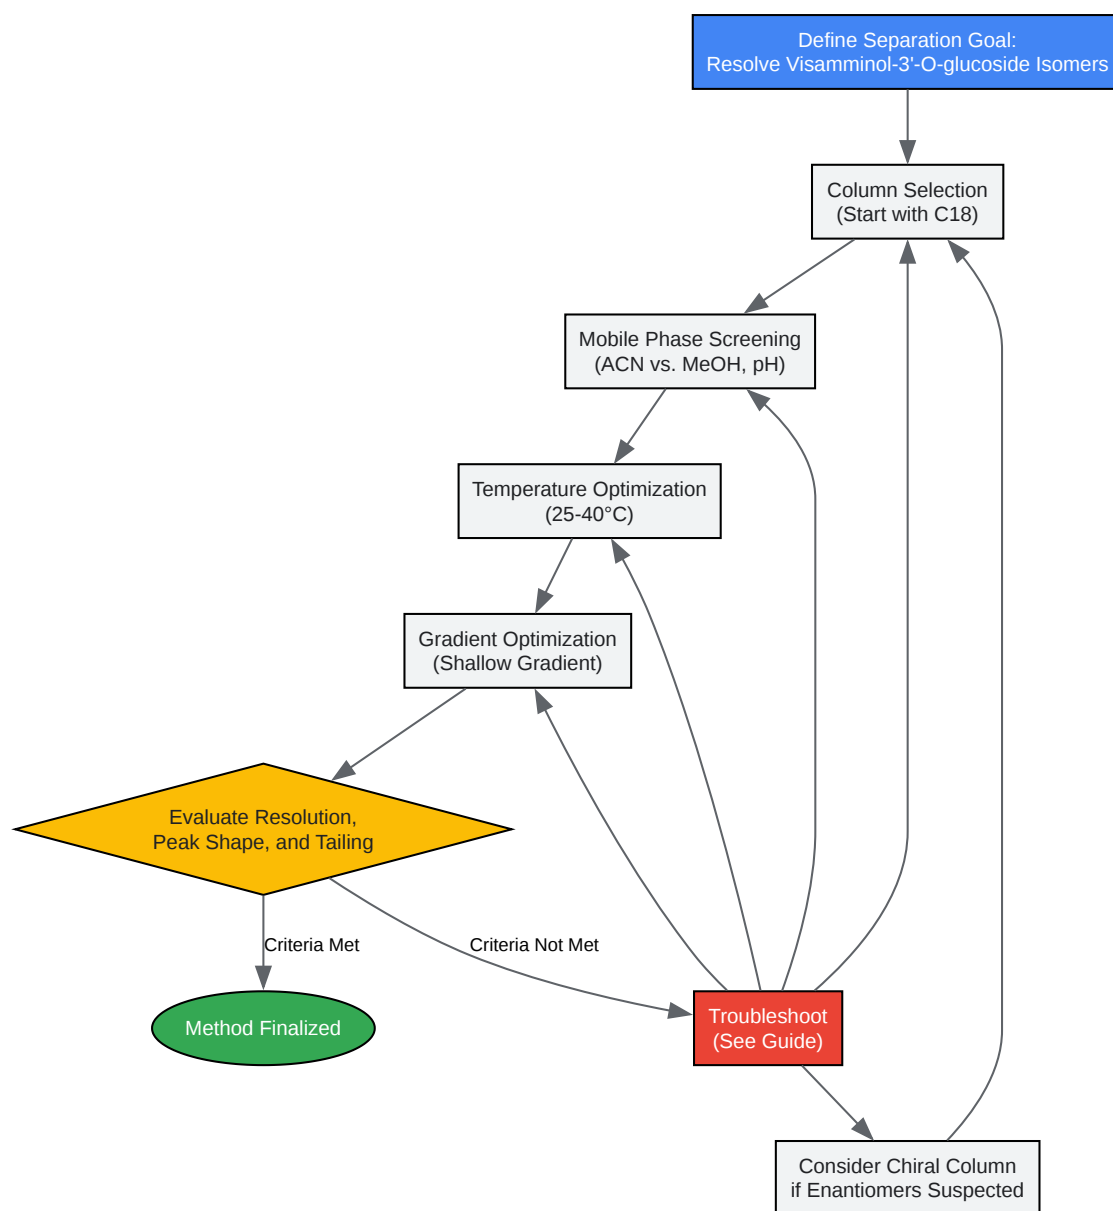 Define Separation Goal:
Resolve Visamminol-3'-O-glucoside Isomers
Column Selection
(Start with C18)
Mobile Phase Screening
(ACN vs. MeOH, pH)
Temperature Optimization
(25-40°C)
Gradient Optimization
(Shallow Gradient)
Evaluate Resolution,
Peak Shape, and Tailing
Criteria Met
Criteria Not Met
Method Finalized
Troubleshoot
(See Guide)
Consider Chiral Column
if Enantiomers Suspected